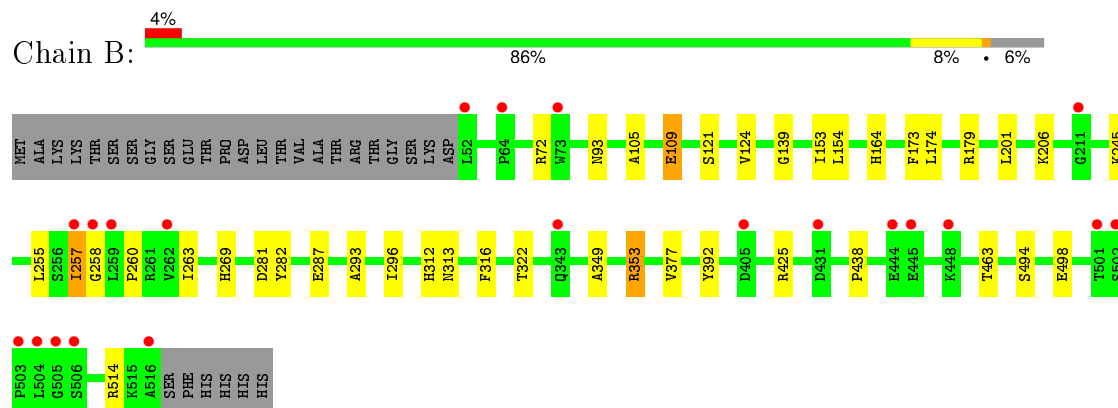 4%
Chain B:
86% 8% • 6%
MET ALA LYS LYS THR SER SER GLY SER GLU THR PRO ASP LEU THR VAL ALA THR ARG THR GLY SER LYS ASP L52 P64 R72 W73 N93 A105 E109 S121 V124 G139 I153 L154 H164 F173 L174 R179 L201 K206 G211 K245
L255 S256 I257 G258 L259 P260 R261 V262 I263 H269 D281 Y282 E287 A293 I296 H312 N313 F316 T322 Q343 A349 R353 V377 Y392 D405 R425 D431 P438 E444 E445 K448 T463 S494 E498 T501 S502
P503 L504 G505 S506 R514 K515 A516 SER PHE HIS HIS HIS HIS